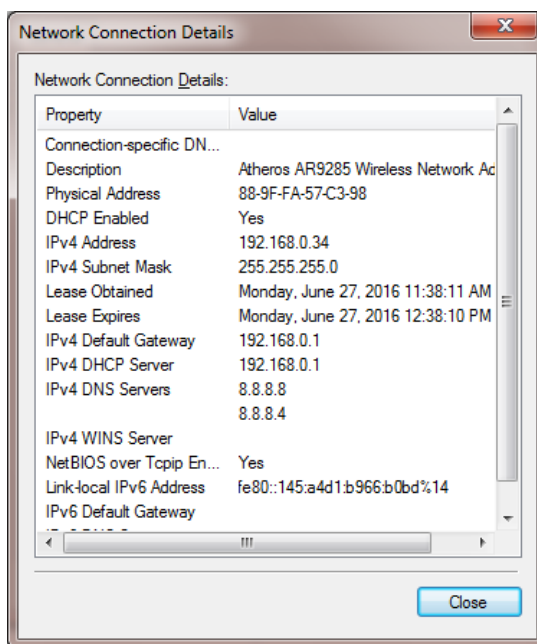 Network Connection Details
Network Connection Details:
Property Value
Connection-specific DN...
Description Atheros AR9285 Wireless Network Ad
Physical Address 88-9F-FA-57-C3-98
DHCP Enabled Yes
IPv4 Address 192.168.0.34
IPv4 Subnet Mask 255.255.255.0
Lease Obtained Monday, June 27, 2016 11:38:11 AM
Lease Expires Monday, June 27, 2016 12:38:10 PM
IPv4 Default Gateway 192.168.0.1
IPv4 DHCP Server 192.168.0.1
IPv4 DNS Servers 8.8.8.8
8.8.8.4
IPv4 WINS Server
NetBIOS over Tcpip En... Yes
Link-local IPv6 Address fe80::145:a4d1:b966:b0bd%14
IPv6 Default Gateway
Close